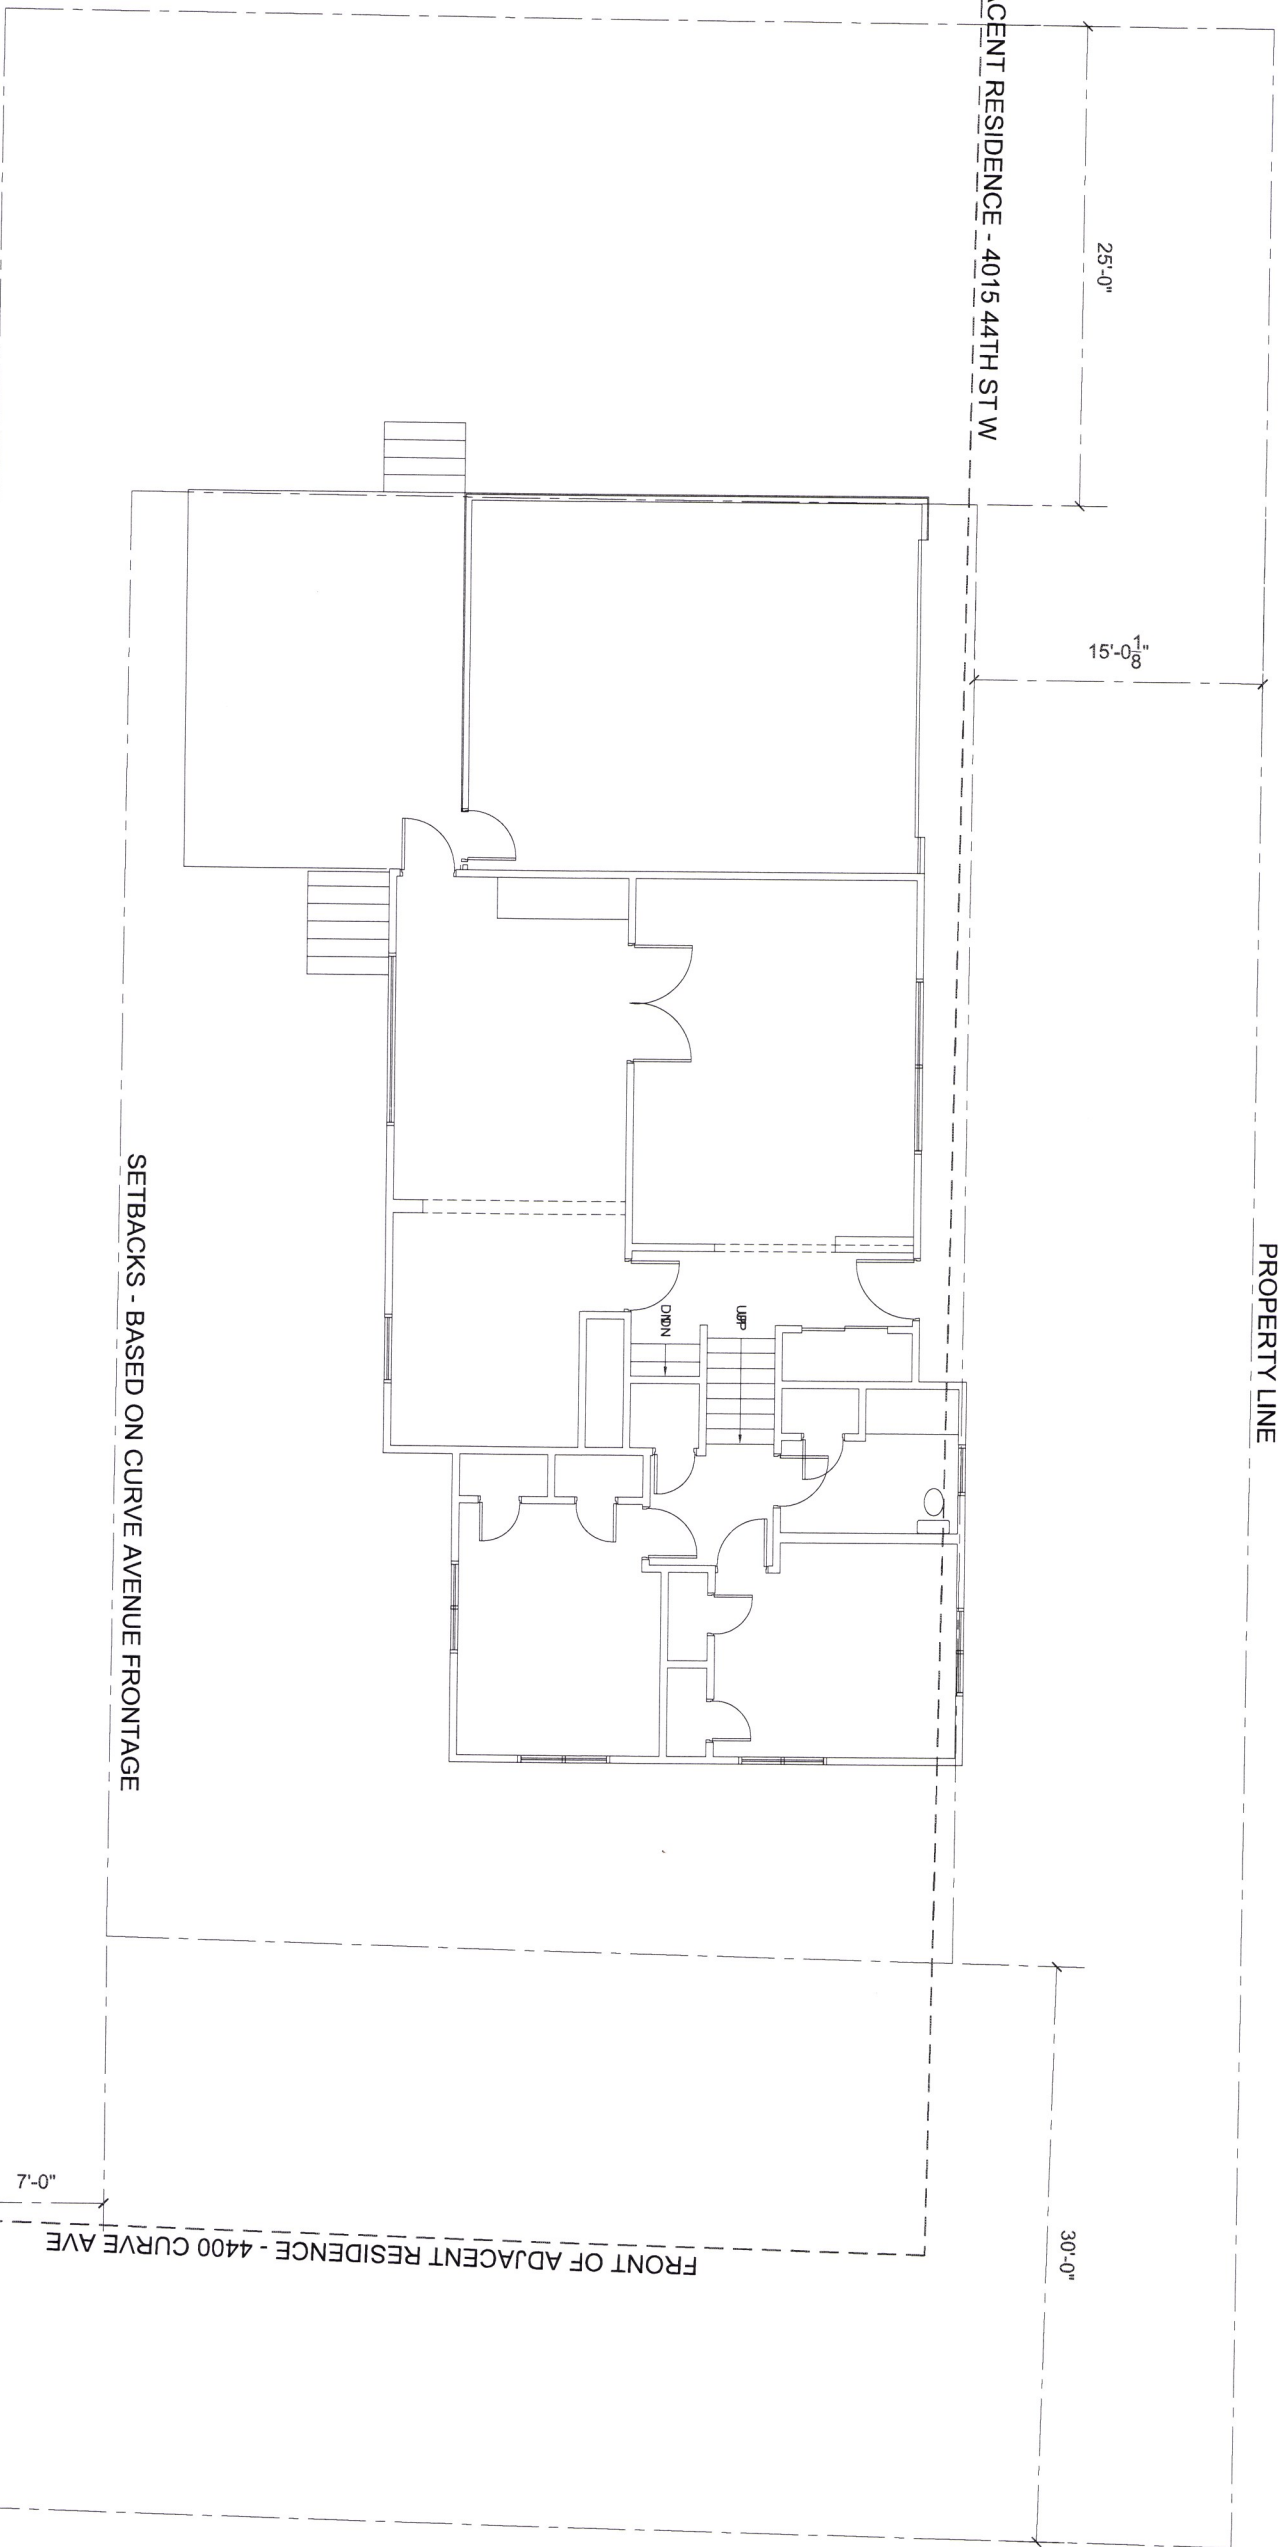 CENT RESIDENCE - 4015 44TH ST W
25'-0"
15'-0 1/8"
PROPERTY LINE
SETBACKS - BASED ON CURVE AVENUE FRONTAGE
DN
UP
7'-0"
FRONT OF ADJACENT RESIDENCE - 4400 CURVE AVE
30'-0"